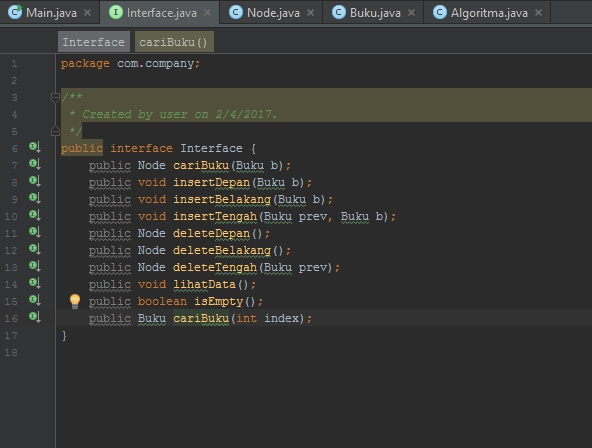 Main.java Interface.java Node.java Buku.java Algoritma.java
Interface cariBuku()
1 package com.company;
2
3 /**
4 * Created by user on 2/4/2017.
5 */
6 public interface Interface {
7 public Node cariBuku(Buku b);
8 public void insertDepan(Buku b);
9 public void insertBelakang(Buku b);
10 public void insertTengah(Buku prev, Buku b);
11 public Node deleteDepan();
12 public Node deleteBelakang();
13 public Node deleteTengah(Buku prev);
14 public void lihatData();
15 public boolean isEmpty();
16 public Buku cariBuku(int index);
17 }
18